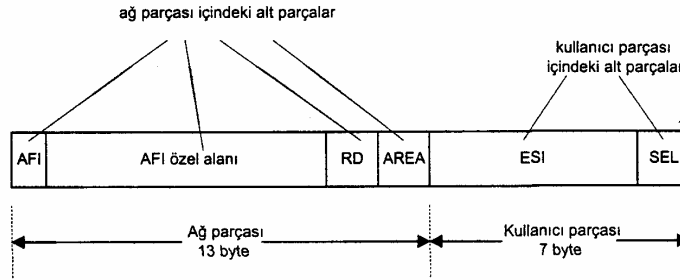 ağ parçası içindeki alt parçalar
kullanıcı parçası
içindeki alt parçalar
AFI
AFI özel alanı
RD
AREA
ESI
SEL
Ağ parçası
13 byte
Kullanıcı parçası
7 byte